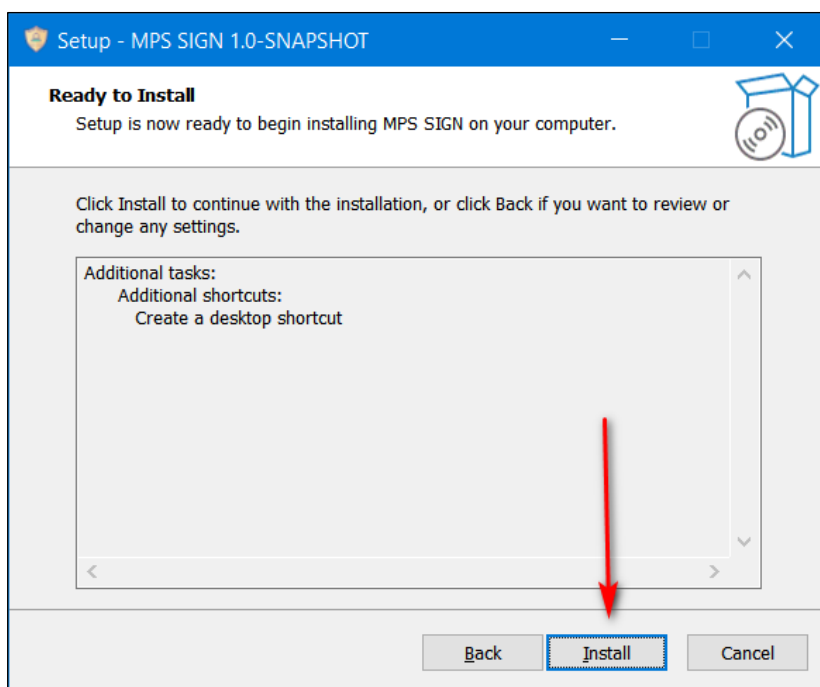 Setup - MPS SIGN 1.0-SNAPSHOT
Ready to Install
Setup is now ready to begin installing MPS SIGN on your computer.
Click Install to continue with the installation, or click Back if you want to review or
change any settings.
Additional tasks:
Additional shortcuts:
Create a desktop shortcut
Back
Install
Cancel